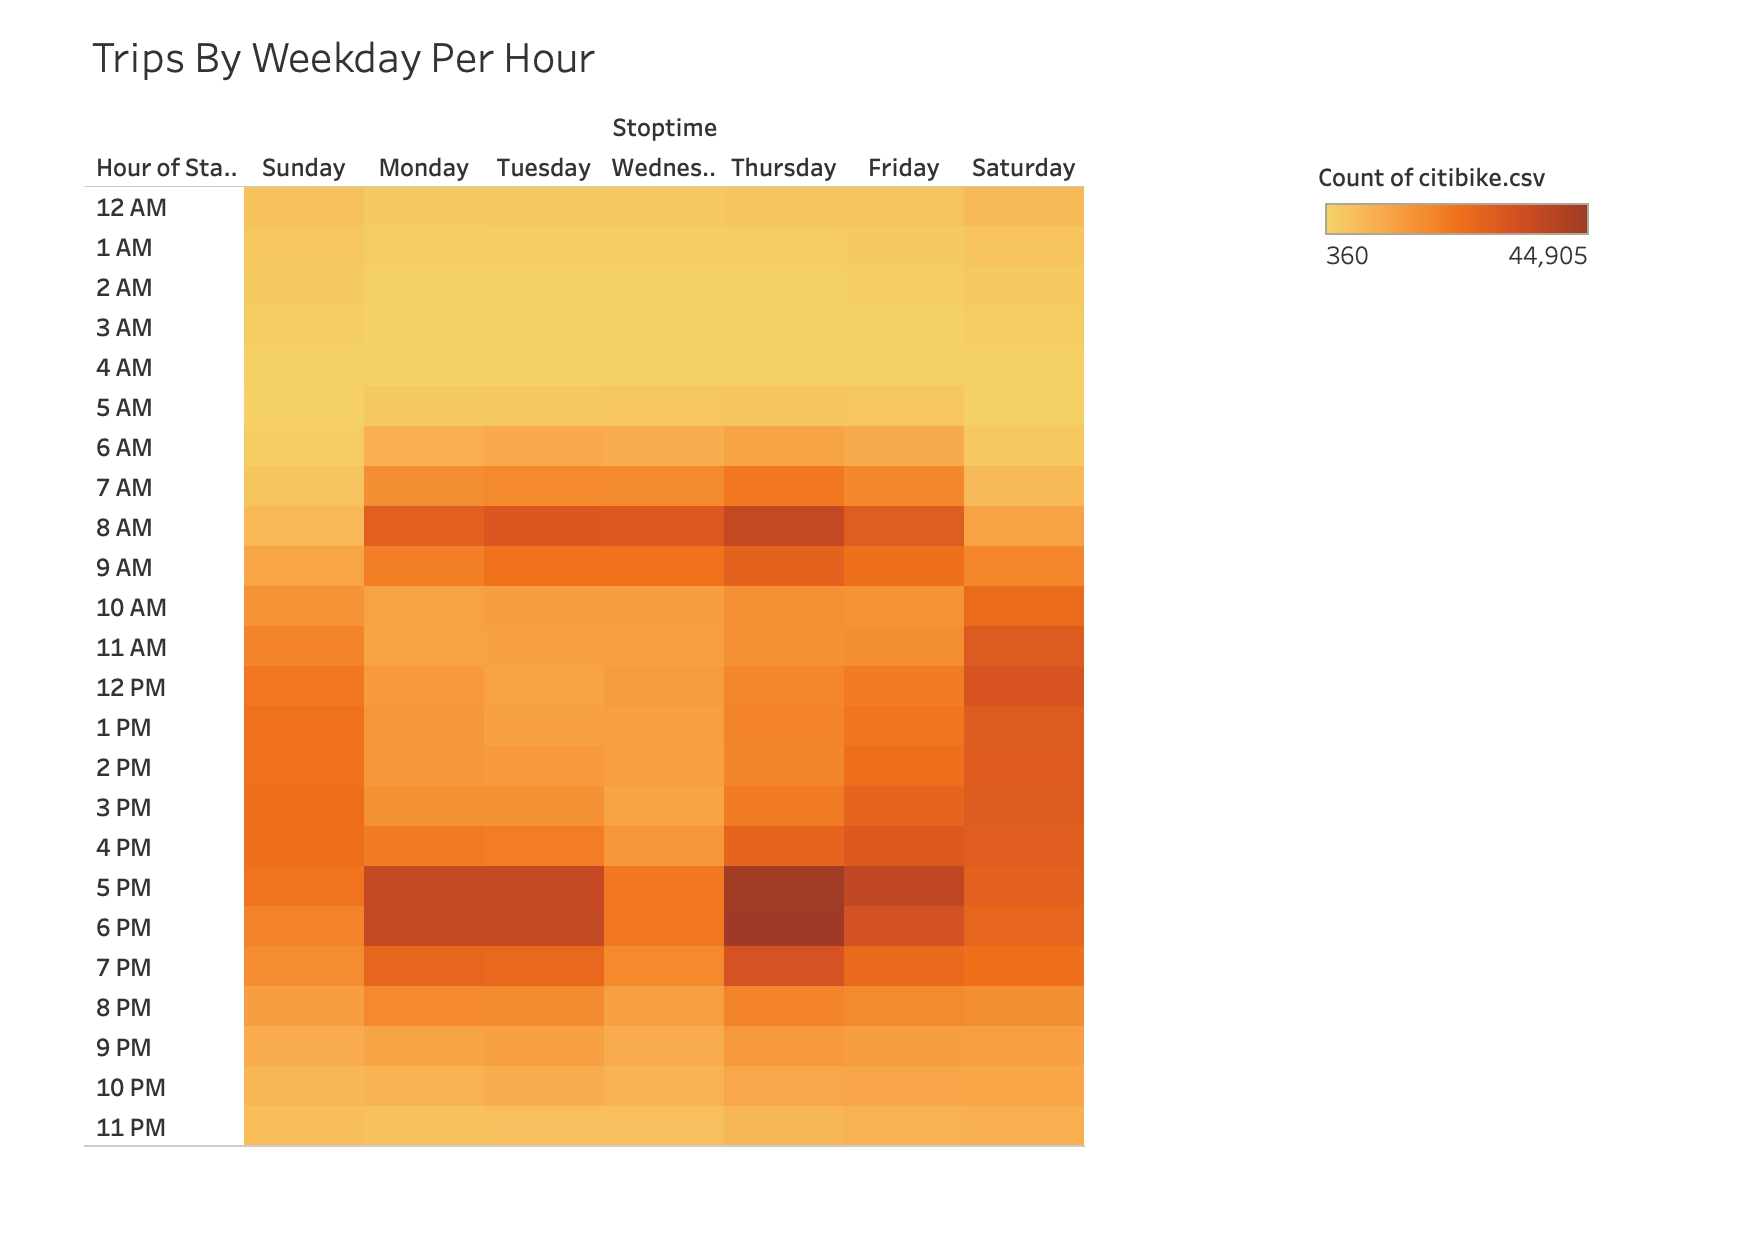 Trips By Weekday Per Hour
Stoptime
Hour of Sta.. Sunday Monday Tuesday Wednes.. Thursday Friday Saturday
12 AM
1 AM
2 AM
3 AM
4 AM
5 AM
6 AM
7 AM
8 AM
9 AM
10 AM
11 AM
12 PM
1 PM
2 PM
3 PM
4 PM
5 PM
6 PM
7 PM
8 PM
9 PM
10 PM
11 PM
Count of citibike.csv
360 44,905